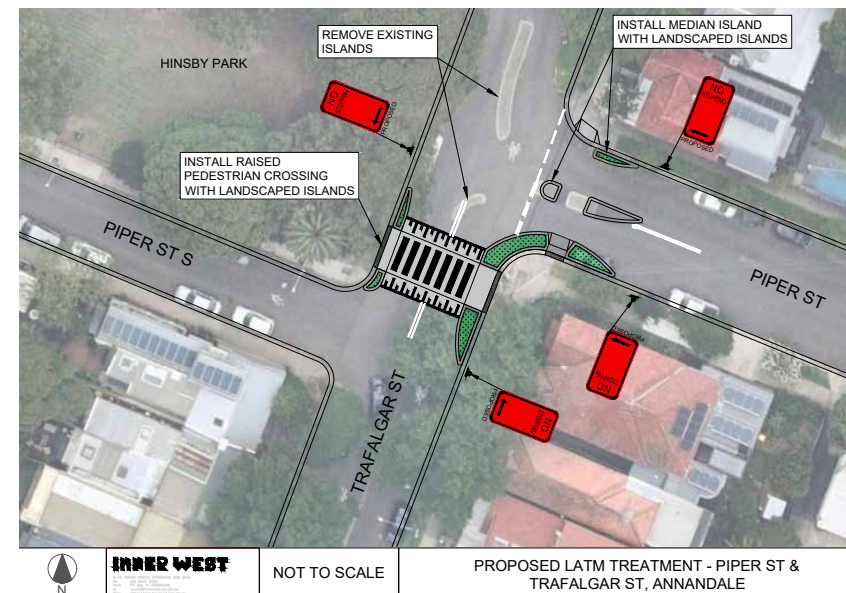 HINSBY PARK
REMOVE EXISTING
ISLANDS
INSTALL MEDIAN ISLAND
WITH LANDSCAPED ISLANDS
NO
STOPPING
PROPOSED
NO
STOPPING
PROPOSED
INSTALL RAISED
PEDESTRIAN CROSSING
WITH LANDSCAPED ISLANDS
PIPER ST S
PIPER ST
PROPOSED
STOPPING
NO
TRAFALGAR ST
PROPOSED
STOPPING
NO
N
INNER WEST
NOT TO SCALE
PROPOSED LATM TREATMENT - PIPER ST &
TRAFALGAR ST, ANNANDALE